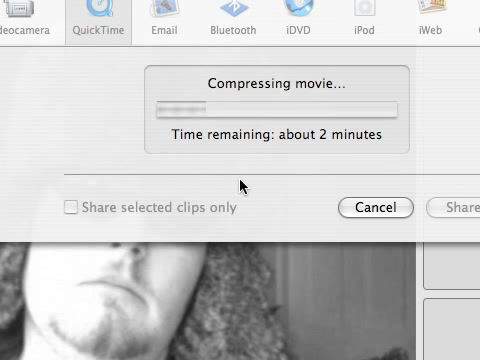 deocamera QuickTime Email Bluetooth iDVD iPod iWeb
Compressing movie...
Time remaining: about 2 minutes
Share selected clips only
Cancel Share